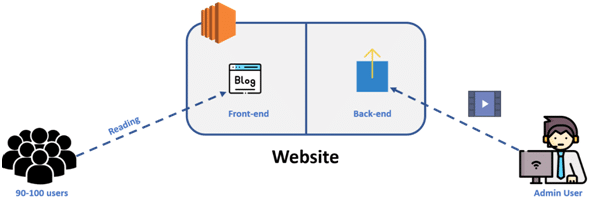 Blog
Reading
Front-end
Back-end
Website
90-100 users
Admin User